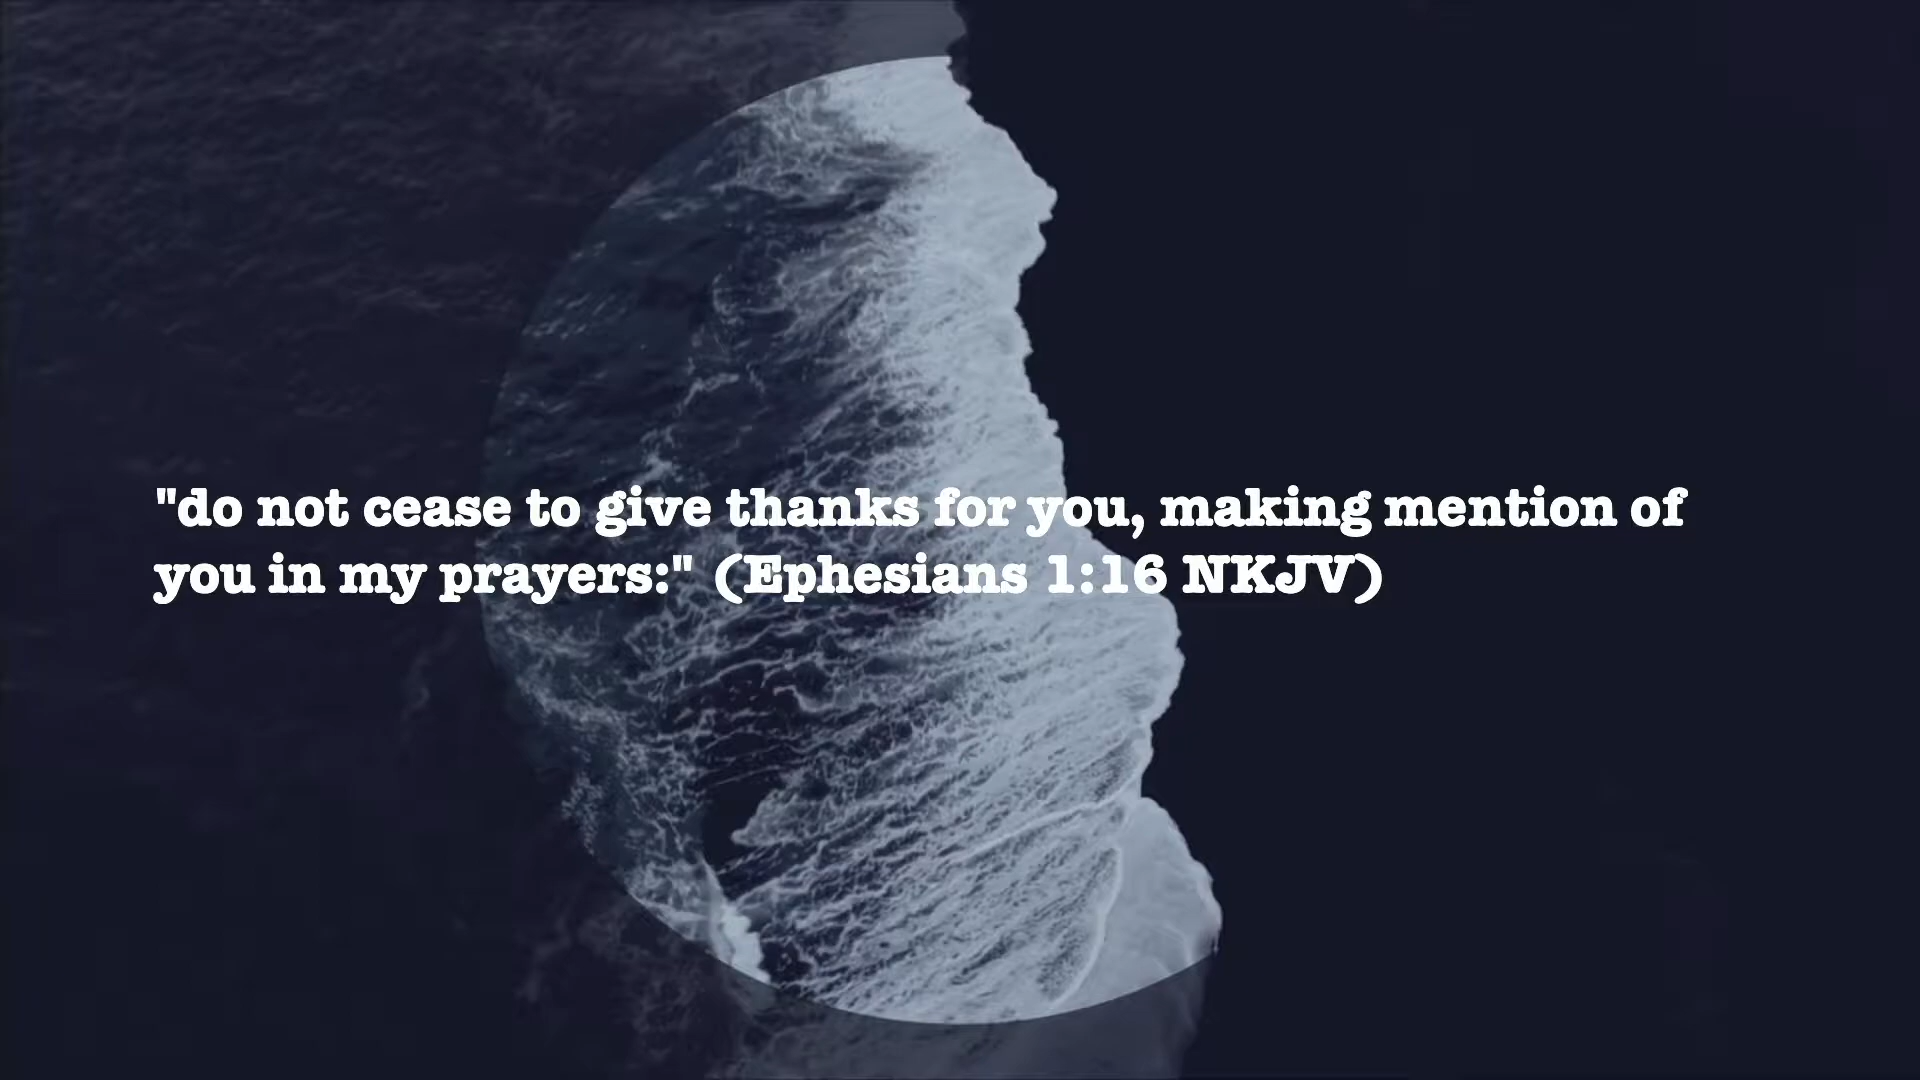 "do not cease to give thanks for you, making mention of
you in my prayers:" (Ephesians 1:16 NKJV)